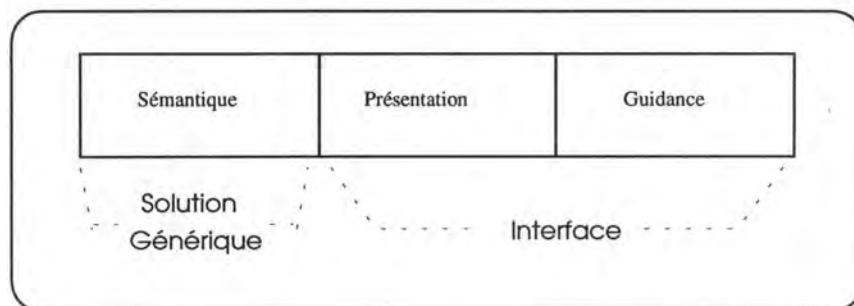 Sémantique Présentation Guidance
Solution
Générique
Interface